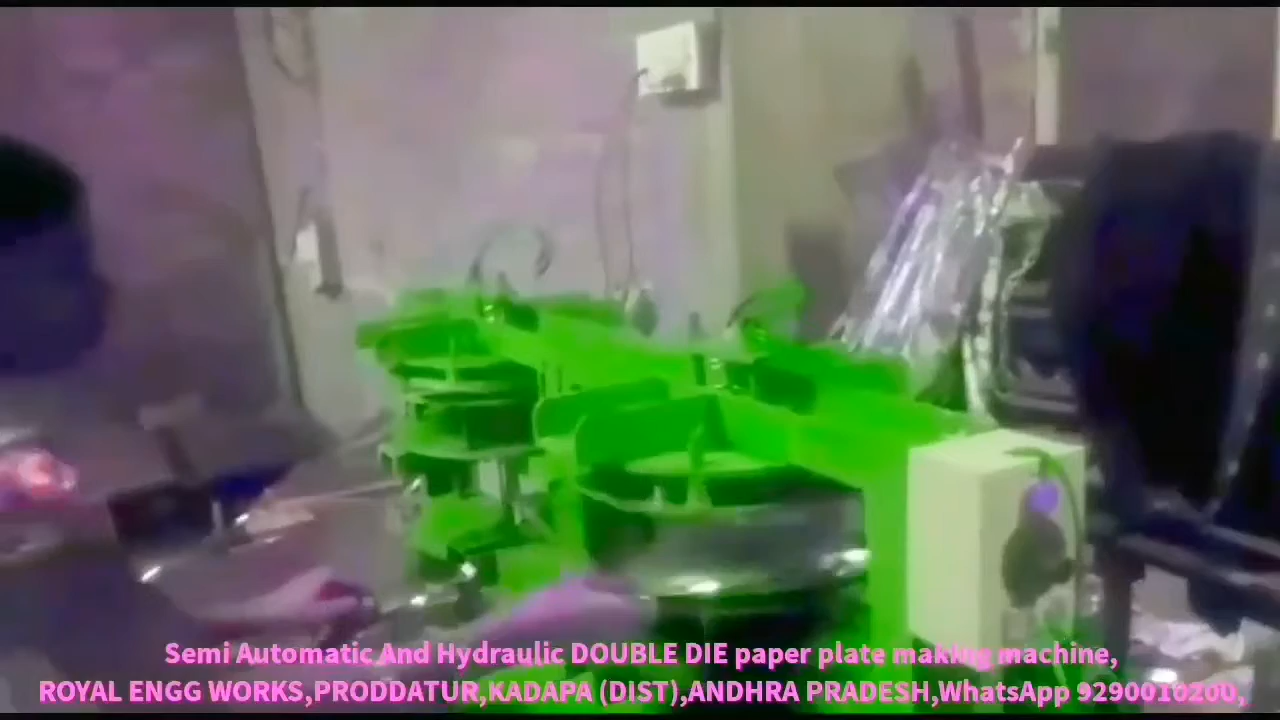 Semi Automatic And Hydraulic DOUBLE DIE paper plate making machine,
ROYAL ENGG WORKS,PRODDATUR,KADAPA (DIST),ANDHRA PRADESH,WhatsApp 9290010200,